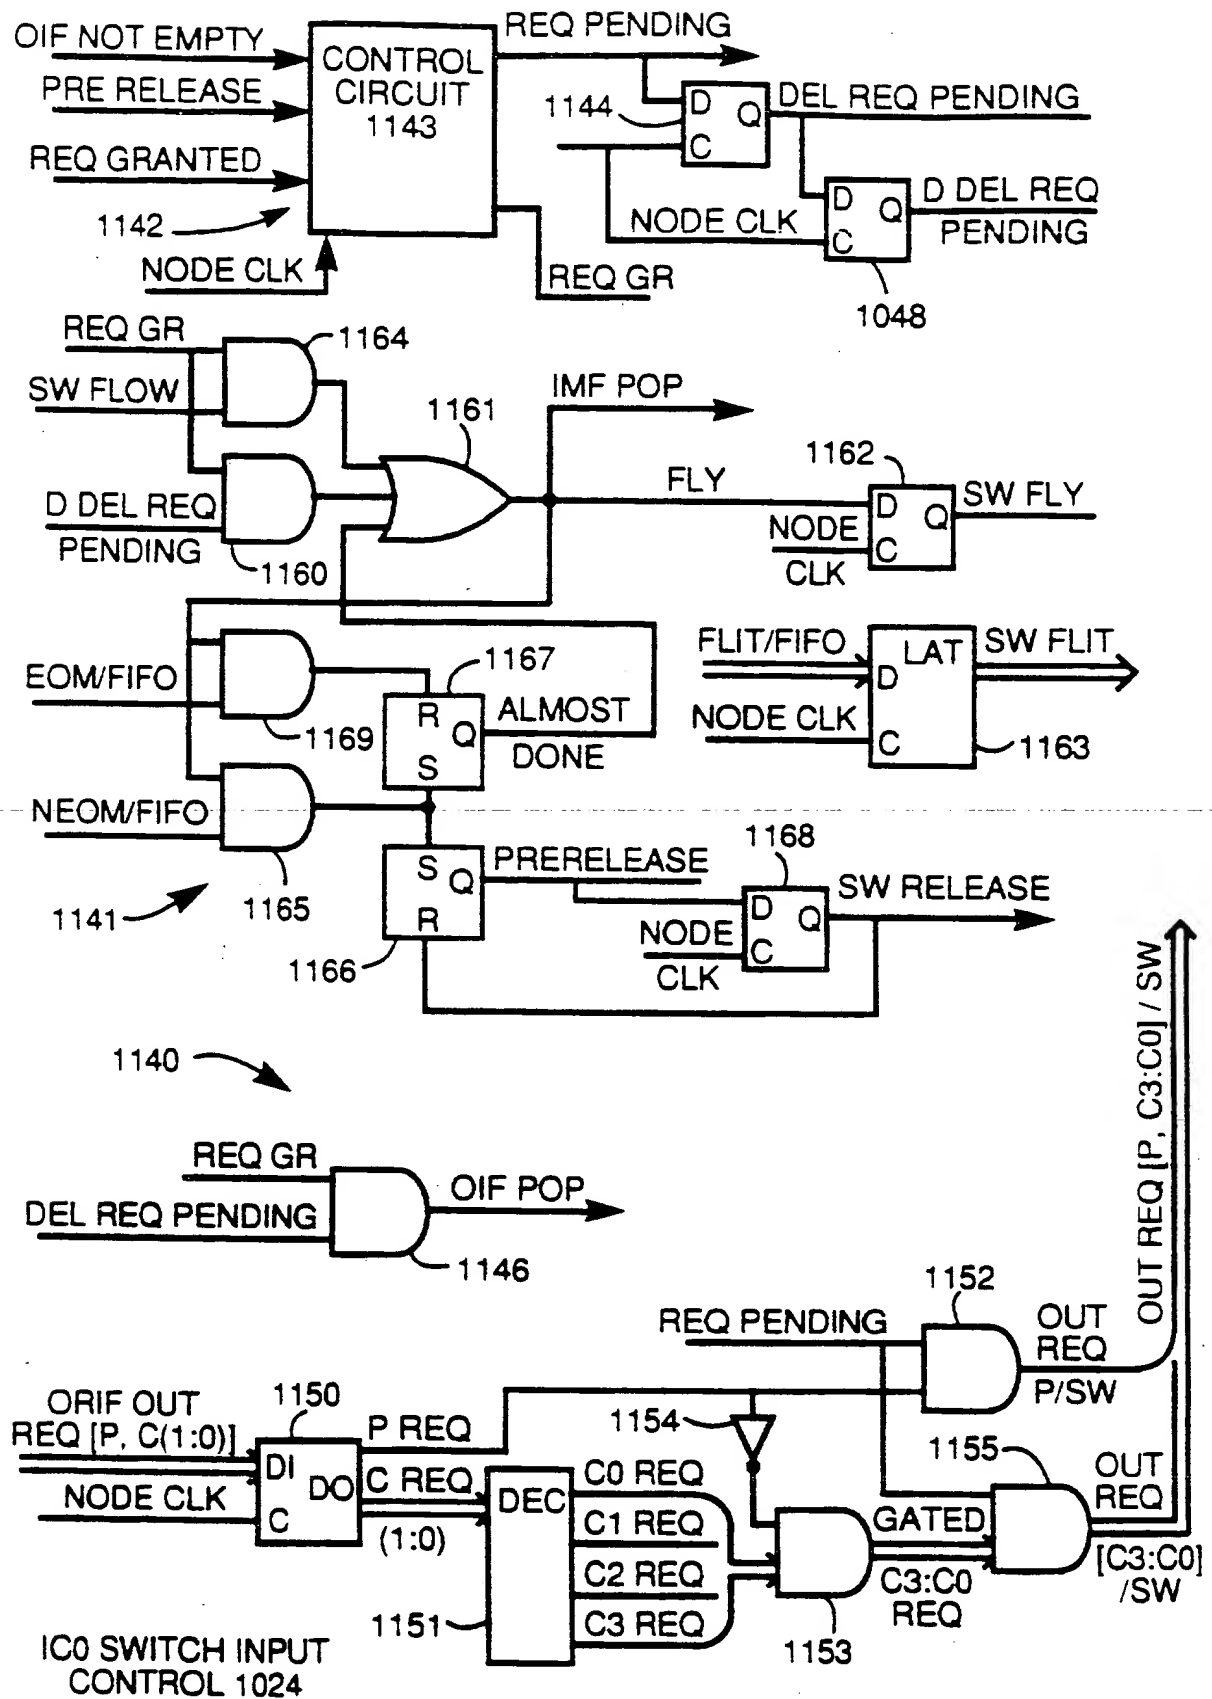 OIF NOT EMPTY
PRE RELEASE
REQ GRANTED
1142
NODE CLK
CONTROL
CIRCUIT
1143
REQ PENDING
REQ GR
1144
D
C
Q
DEL REQ PENDING
NODE CLK
D
C
Q
D DEL REQ
PENDING
1048
REQ GR
SW FLOW
1164
D DEL REQ
PENDING
1160
1161
IMF POP
FLY
1162
D
C
Q
NODE
CLK
SW FLY
EOM/FIFO
1169
1167
R
S
Q
ALMOST
DONE
FLIT/FIFO
NODE CLK
LAT
D
C
SW FLIT
1163
NEOM/FIFO
1165
1141
S
R
Q
1166
PRERELEASE
1168
D
C
Q
NODE
CLK
SW RELEASE
1140
REQ GR
DEL REQ PENDING
OIF POP
1146
OUT REQ [P, C3:C0] / SW
REQ PENDING
1152
OUT
REQ
P/SW
ORIF OUT
REQ [P, C(1:0)]
NODE CLK
1150
DI
DO
C
P REQ
C REQ
(1:0)
1154
DEC
1151
C0 REQ
C1 REQ
C2 REQ
C3 REQ
1153
GATED
C3:C0
REQ
1155
OUT
REQ
[C3:C0]
/SW
IC0 SWITCH INPUT
CONTROL 1024